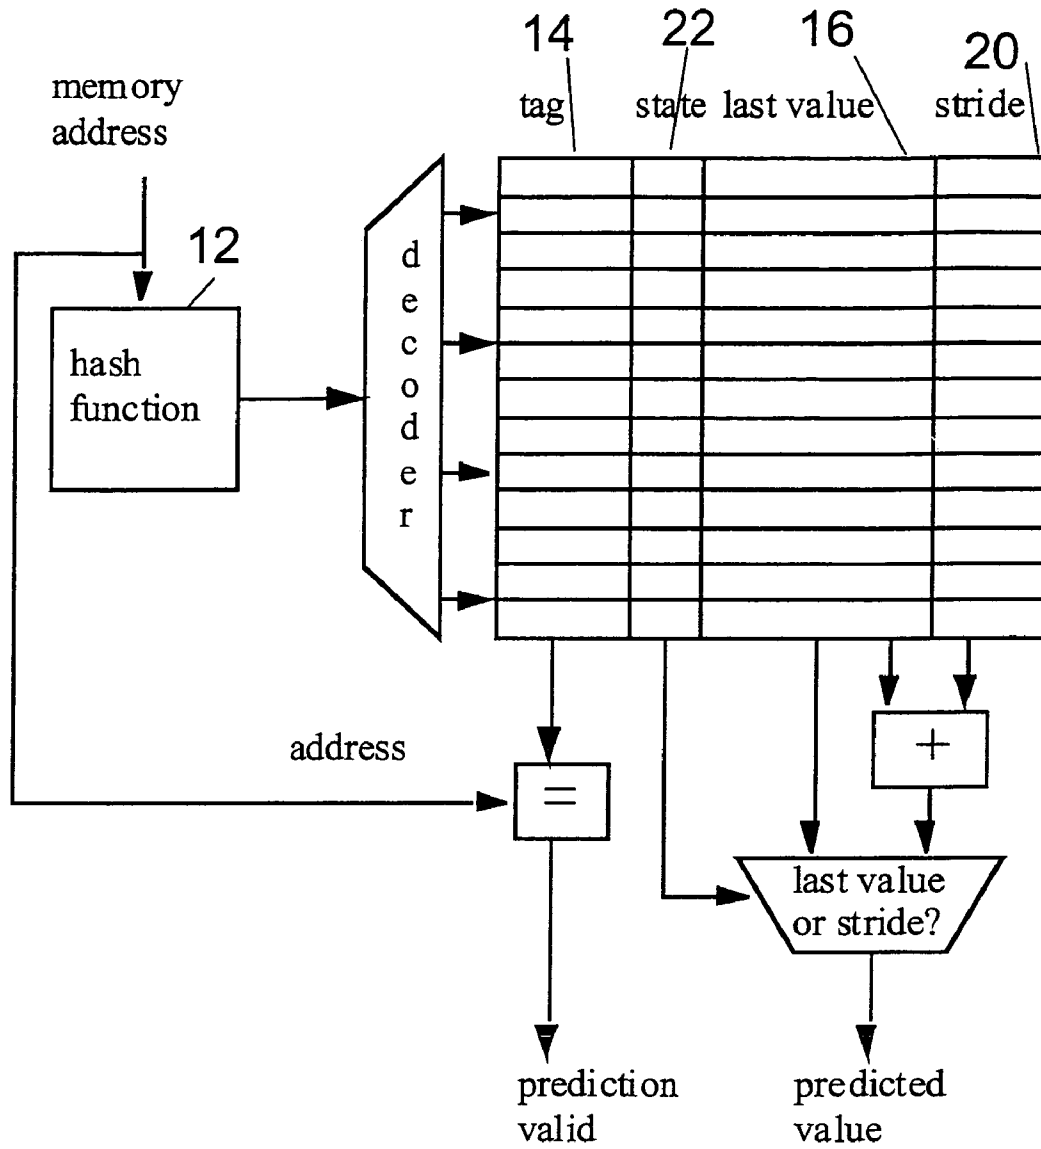 14
22
16
20
memory
address
tag
state
last value
stride
12
hash
function
decoder
address
=
+
last value
or stride?
prediction
valid
predicted
value